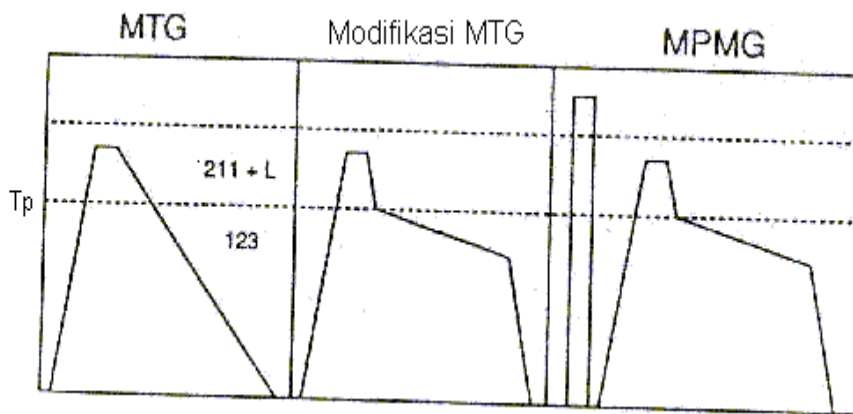 MTG
Modifikasi MTG
MPMG
211 + L
Tp
123